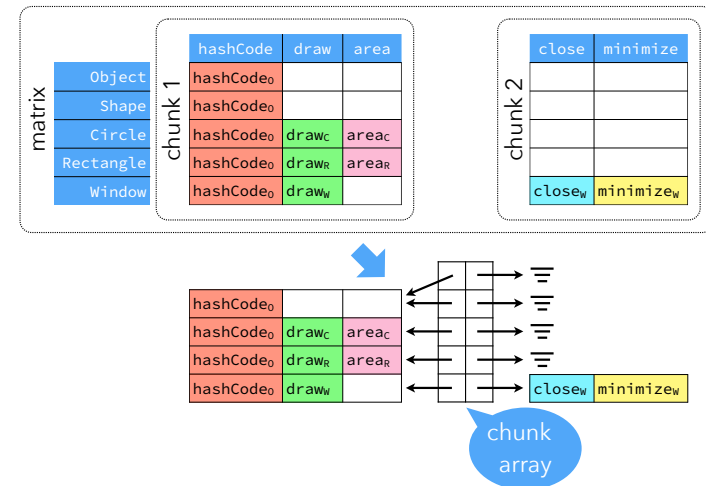 matrix
chunk 1
chunk 2
hashCode draw area close minimize
Object hashCodeO
Shape hashCodeO
Circle hashCodeO drawC areaC
Rectangle hashCodeO drawR areaR
Window hashCodeO drawW closeW minimizeW
hashCodeO
hashCodeO drawC areaC
hashCodeO drawR areaR
hashCodeO drawW closeW minimizeW
chunk
array